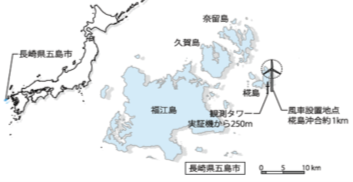 奈留島
久賀島
長崎県五島市
椛島
福江島
観測タワー
実証機から250m
風車設置地点
椛島沖合約1km
長崎県五島市
0 5 10 km